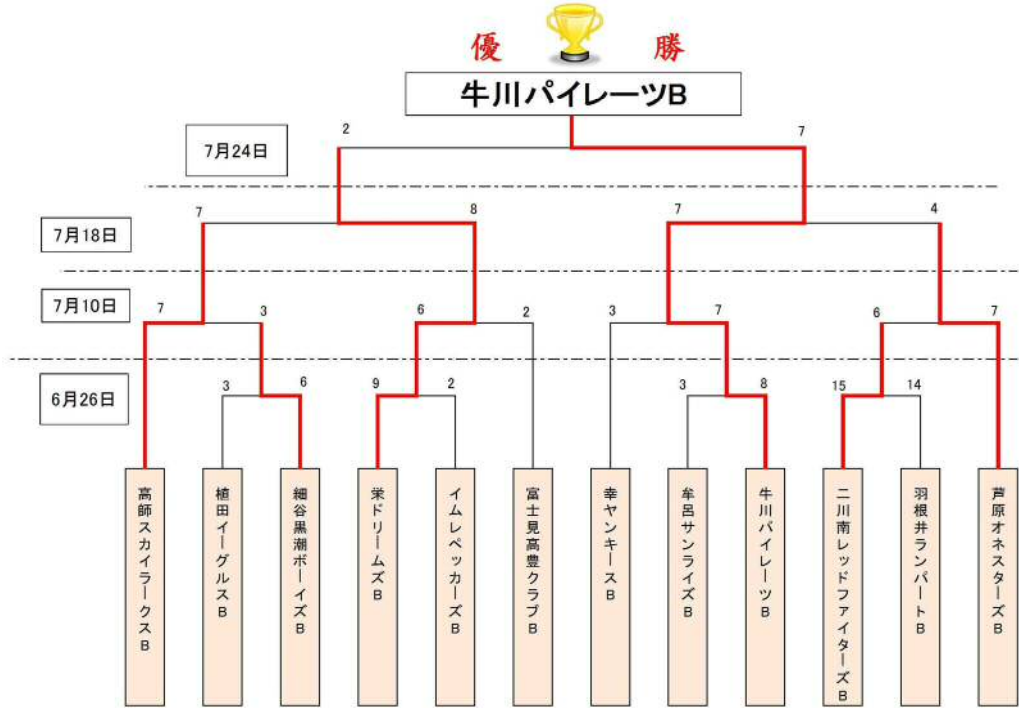 優 勝
牛川パイレーツB
2 7
7月24日
7 8 7 4
7月18日
7月10日
7 3 6 2 3 7 6 7
6月26日
3 6 9 2 3 8 15 14
高師スカイラークスB
植田イーグルスB
細谷黒潮ボーイズB
栄ドリームズB
イムレペッカーズB
富士見高豊クラブB
幸ヤンキースB
牟呂サンライズB
牛川パイレーツB
二川南レッドファイターズB
羽根井ランパートB
芦原オネスターズB